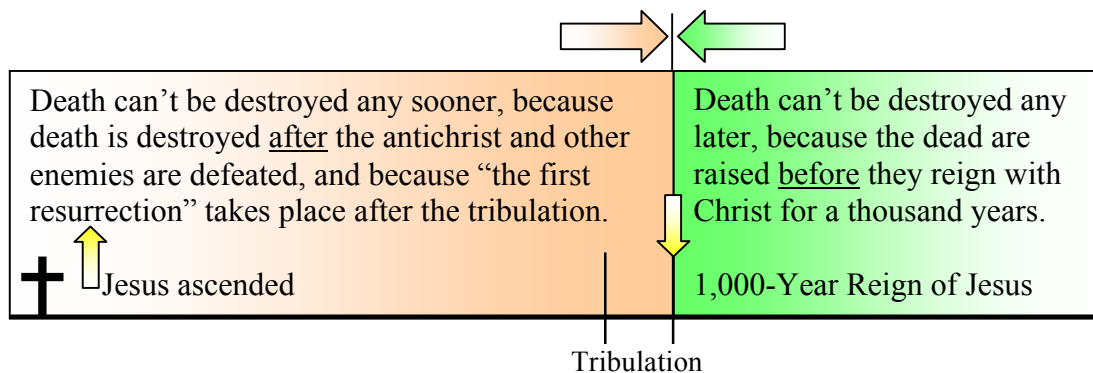 Death can’t be destroyed any sooner, because
death is destroyed after the antichrist and other
enemies are defeated, and because “the first
resurrection” takes place after the tribulation.
Jesus ascended
Death can’t be destroyed any
later, because the dead are
raised before they reign with
Christ for a thousand years.
1,000-Year Reign of Jesus
Tribulation